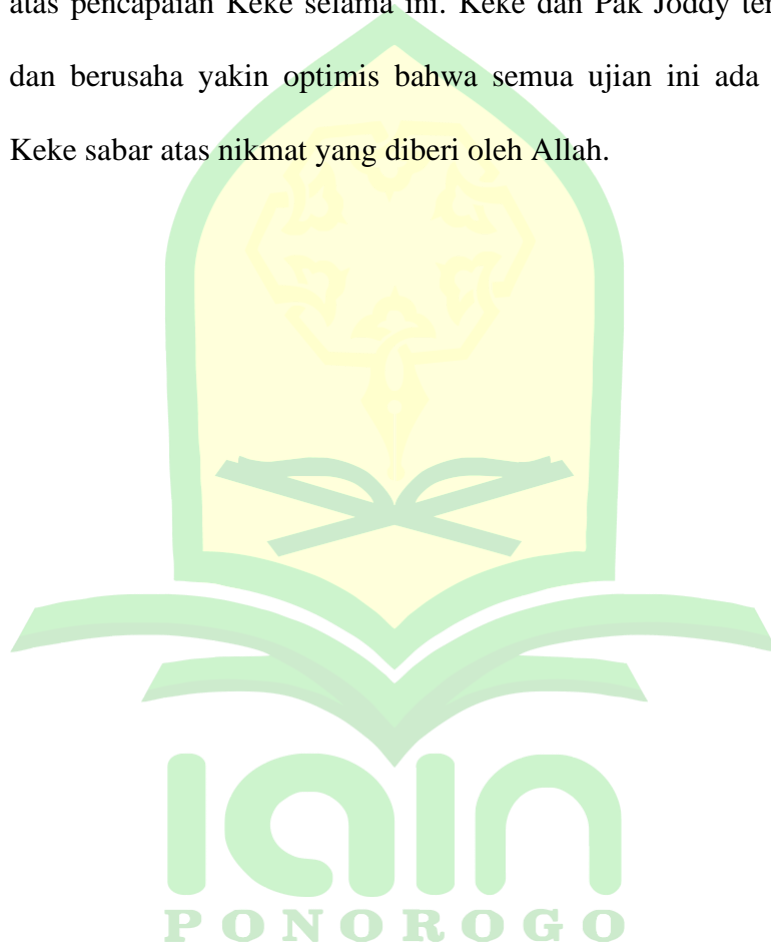 atas pencapaian Keke selama ini. Keke dan Pak Joddy
dan berusaha yakin optimis bahwa semua ujian ini ada
Keke sabar atas nikmat yang diberi oleh Allah.
iain
PONOROGO